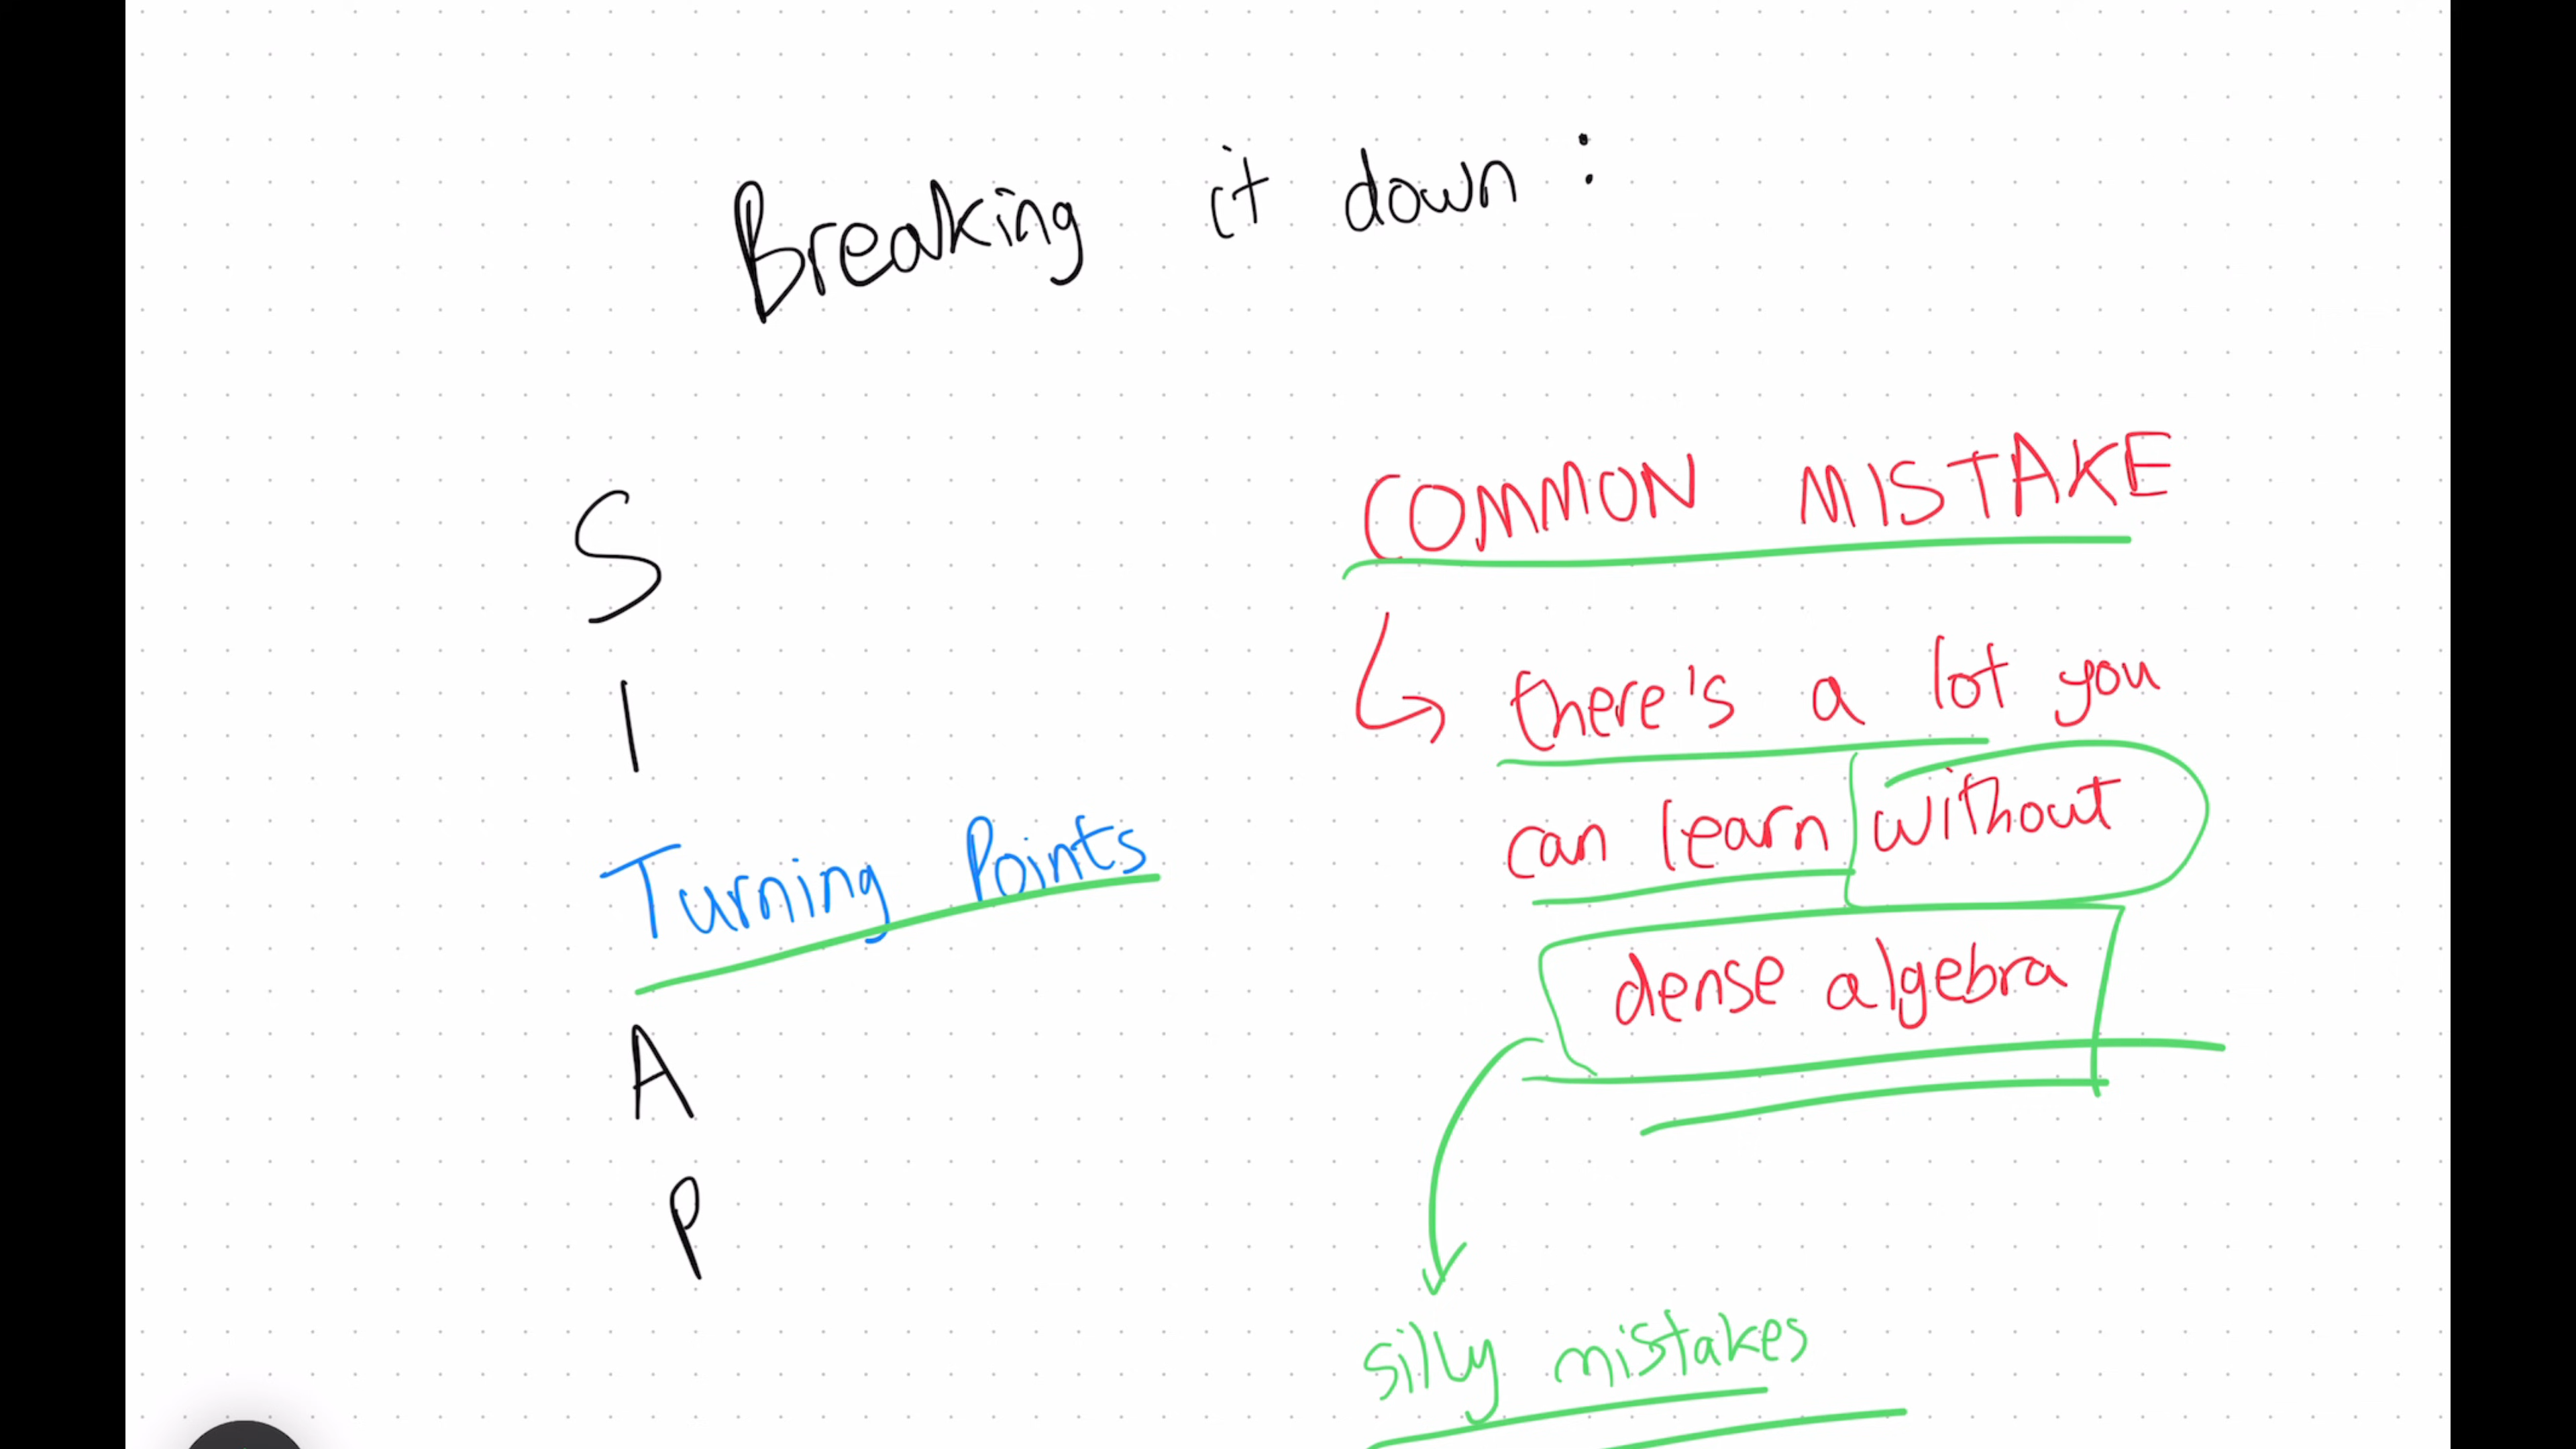 Breaking it down :
S
I
Turning Points
A
P
COMMON MISTAKE
there's a lot you
can learn without
dense algebra
silly mistakes